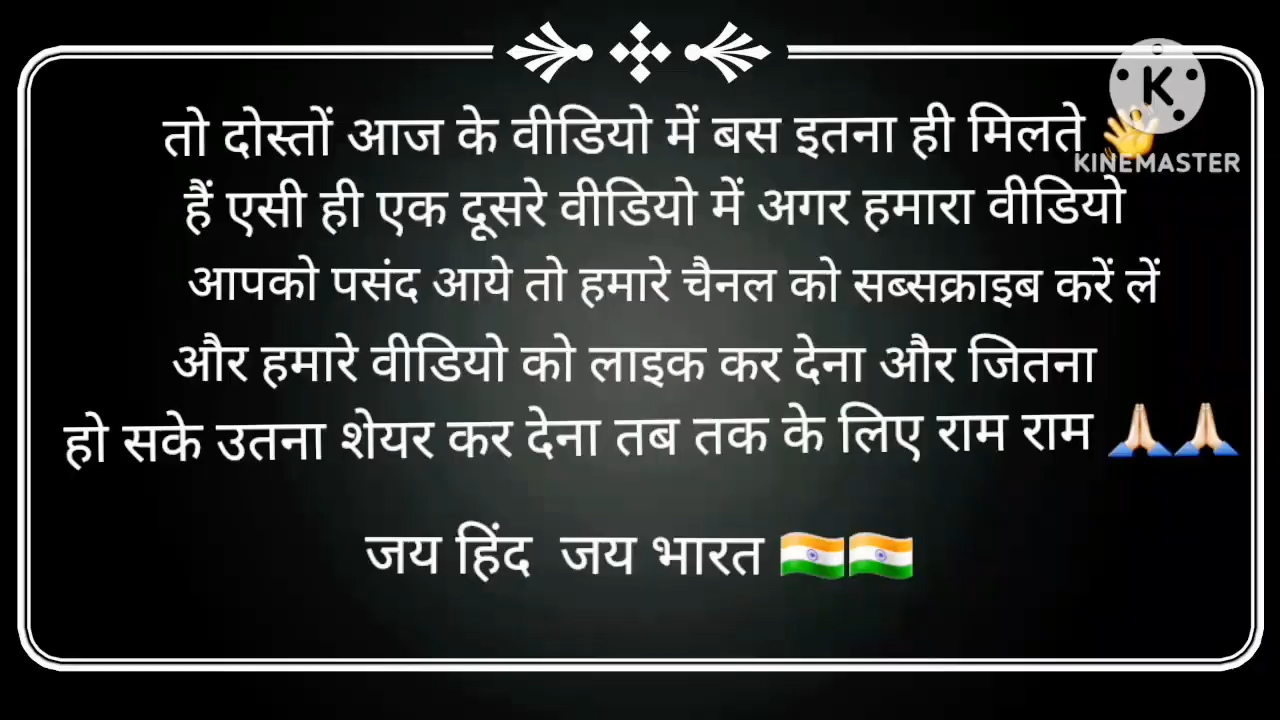 तो दोस्तों आज के वीडियो में बस इतना ही मिलते 👋
हैं एसी ही एक दूसरे वीडियो में अगर हमारा वीडियो
आपको पसंद आये तो हमारे चैनल को सब्सक्राइब करें लें
और हमारे वीडियो को लाइक कर देना और जितना
हो सके उतना शेयर कर देना तब तक के लिए राम राम 🙏🏻🙏🏻
जय हिंद जय भारत 🇮🇳🇮🇳
K
KINEMASTER